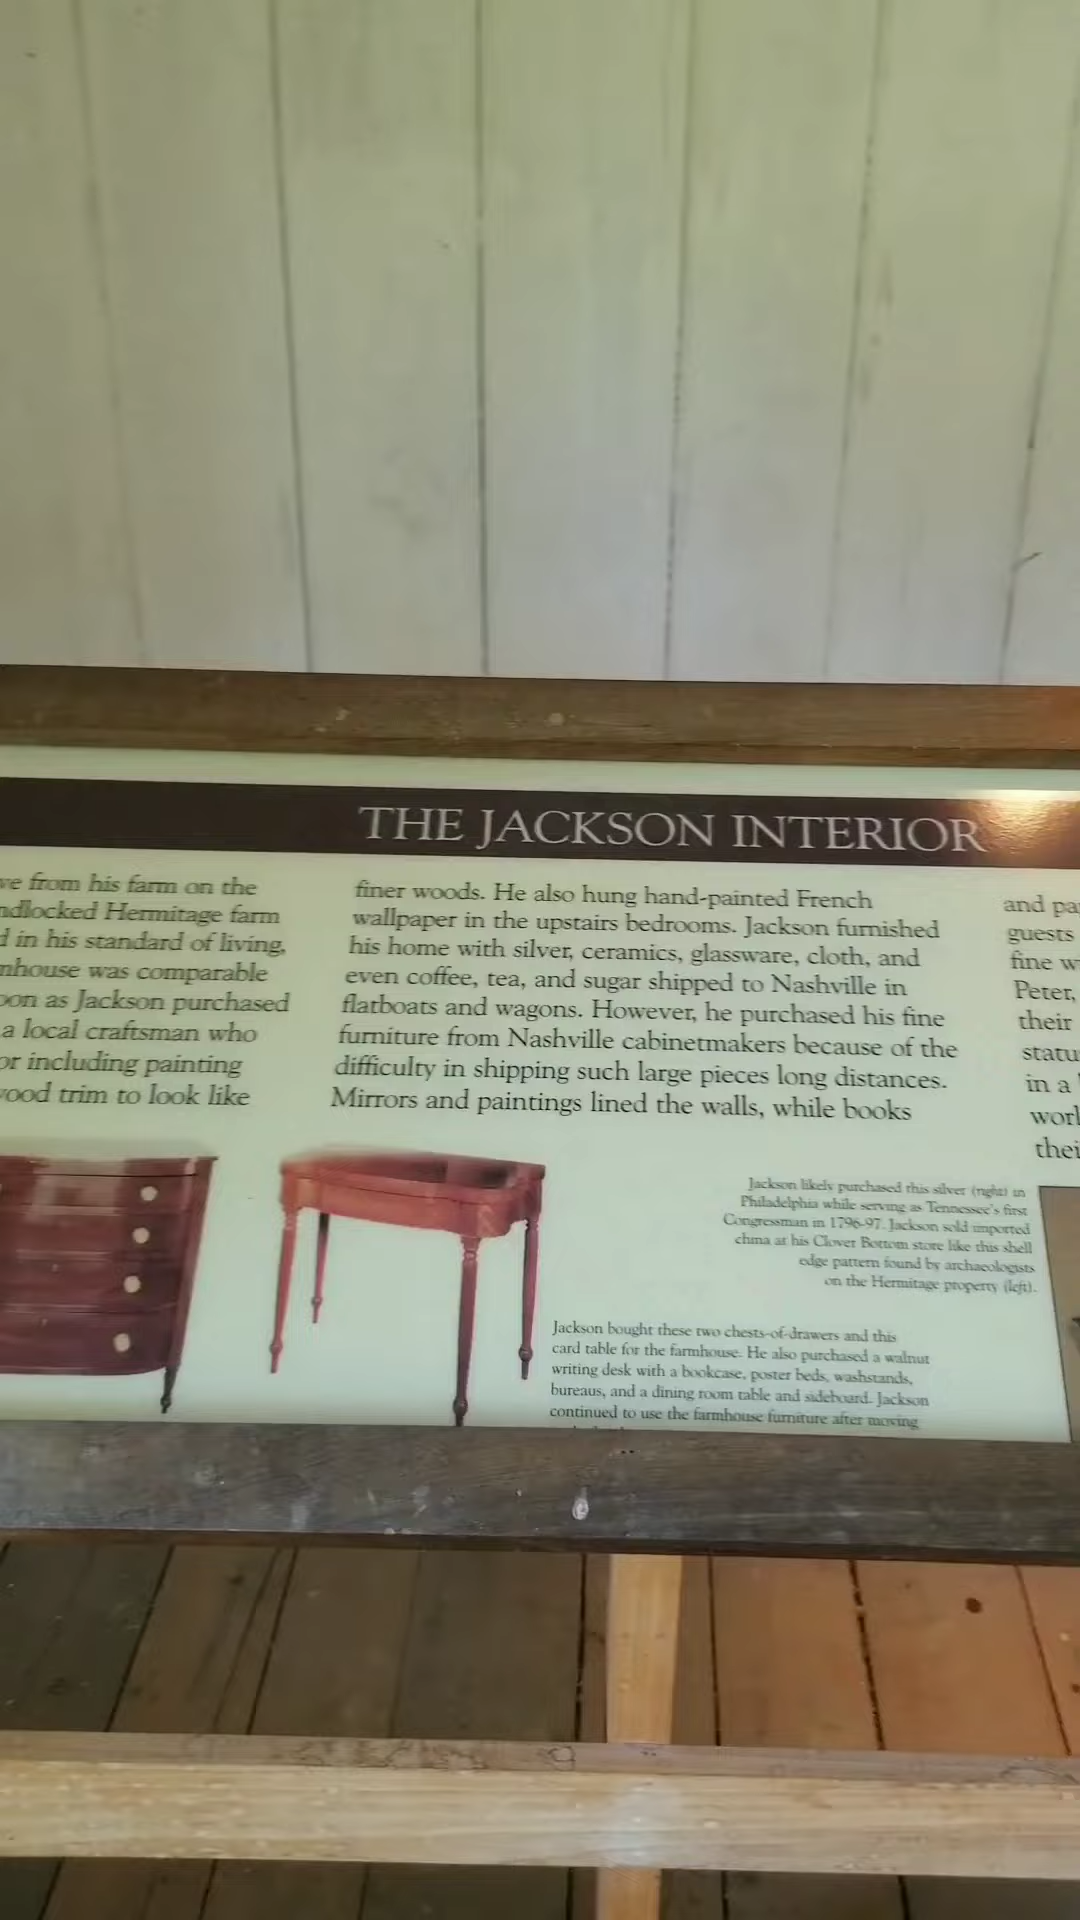 THE JACKSON INTERIOR
ve from his farm on the
ndlocked Hermitage farm
d in his standard of living,
mhouse was comparable
oon as Jackson purchased
a local craftsman who
or including painting
wood trim to look like
finer woods. He also hung hand-painted French
wallpaper in the upstairs bedrooms. Jackson furnished
his home with silver, ceramics, glassware, cloth, and
even coffee, tea, and sugar shipped to Nashville in
flatboats and wagons. However, he purchased his fine
furniture from Nashville cabinetmakers because of the
difficulty in shipping such large pieces long distances.
Mirrors and paintings lined the walls, while books
and pa
guests
fine w
Peter,
their
statu
in a
worl
thei
Jackson likely purchased this silver (right) in
Philadelphia while serving as Tennessee's first
Congressman in 1796-97. Jackson sold imported
china at his Clover Bottom store like this shell
edge pattern found by archaeologists
on the Hermitage property (left).
Jackson bought these two chests-of-drawers and this
card table for the farmhouse. He also purchased a walnut
writing desk with a bookcase, poster beds, washstands,
bureaus, and a dining room table and sideboard. Jackson
continued to use the farmhouse furniture after moving